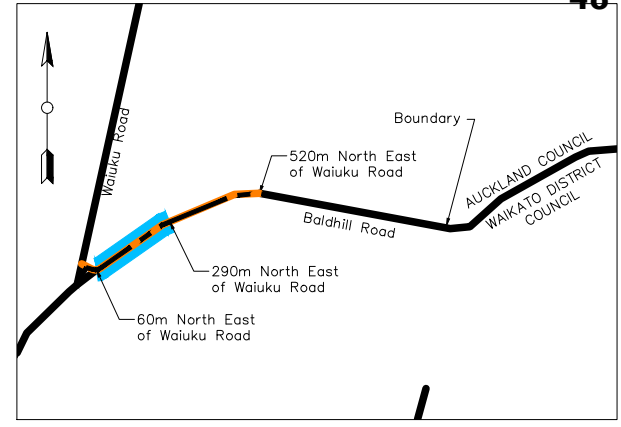 Waiuku Road
Boundary
520m North East
of Waiuku Road
AUCKLAND COUNCIL
WAIKATO DISTRICT
COUNCIL
Baldhill Road
290m North East
of Waiuku Road
60m North East
of Waiuku Road